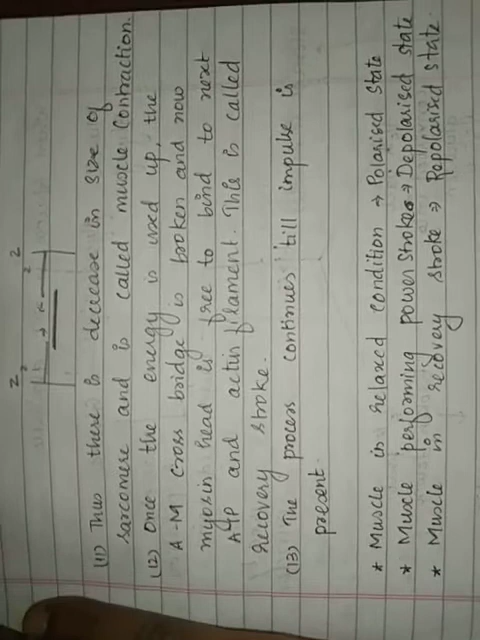 Z Z
(11) Thus there is decrease in size of
sarcomere and is called muscle contraction.
(12) Once the energy is used up, the
A-M cross bridge is broken and now
myosin head is free to bind to next
ATP and actin filament. This is called
recovery stroke.
(13) The process continues till impulse is
present.
* Muscle in relaxed condition → Polarised state
* Muscle performing power stroke → Depolarised state
* Muscle in recovery stroke ⇒ Repolarised state.